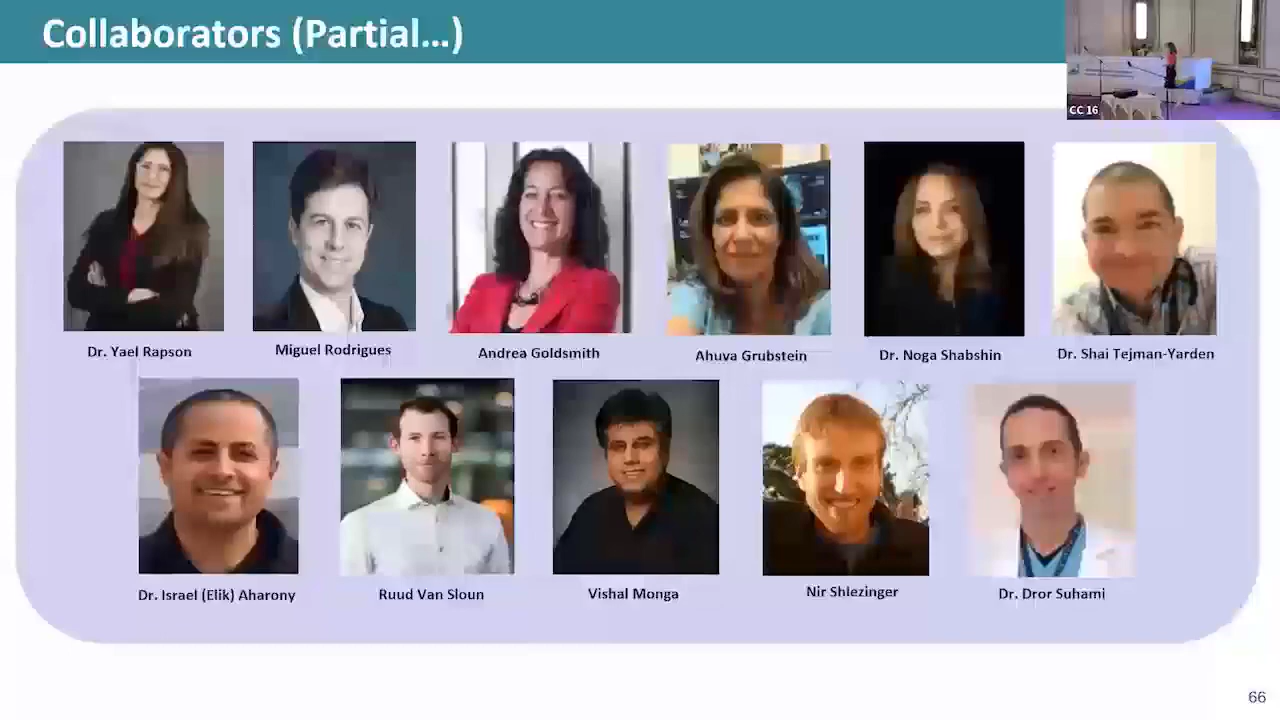 Collaborators (Partial...)
CC 16
Dr. Yael Rapson
Miguel Rodrigues
Andrea Goldsmith
Ahuva Grubstein
Dr. Noga Shabshin
Dr. Shai Tejman-Yarden
Dr. Israel (Elik) Aharony
Ruud Van Sloun
Vishal Monga
Nir Shlezinger
Dr. Dror Suhami
66